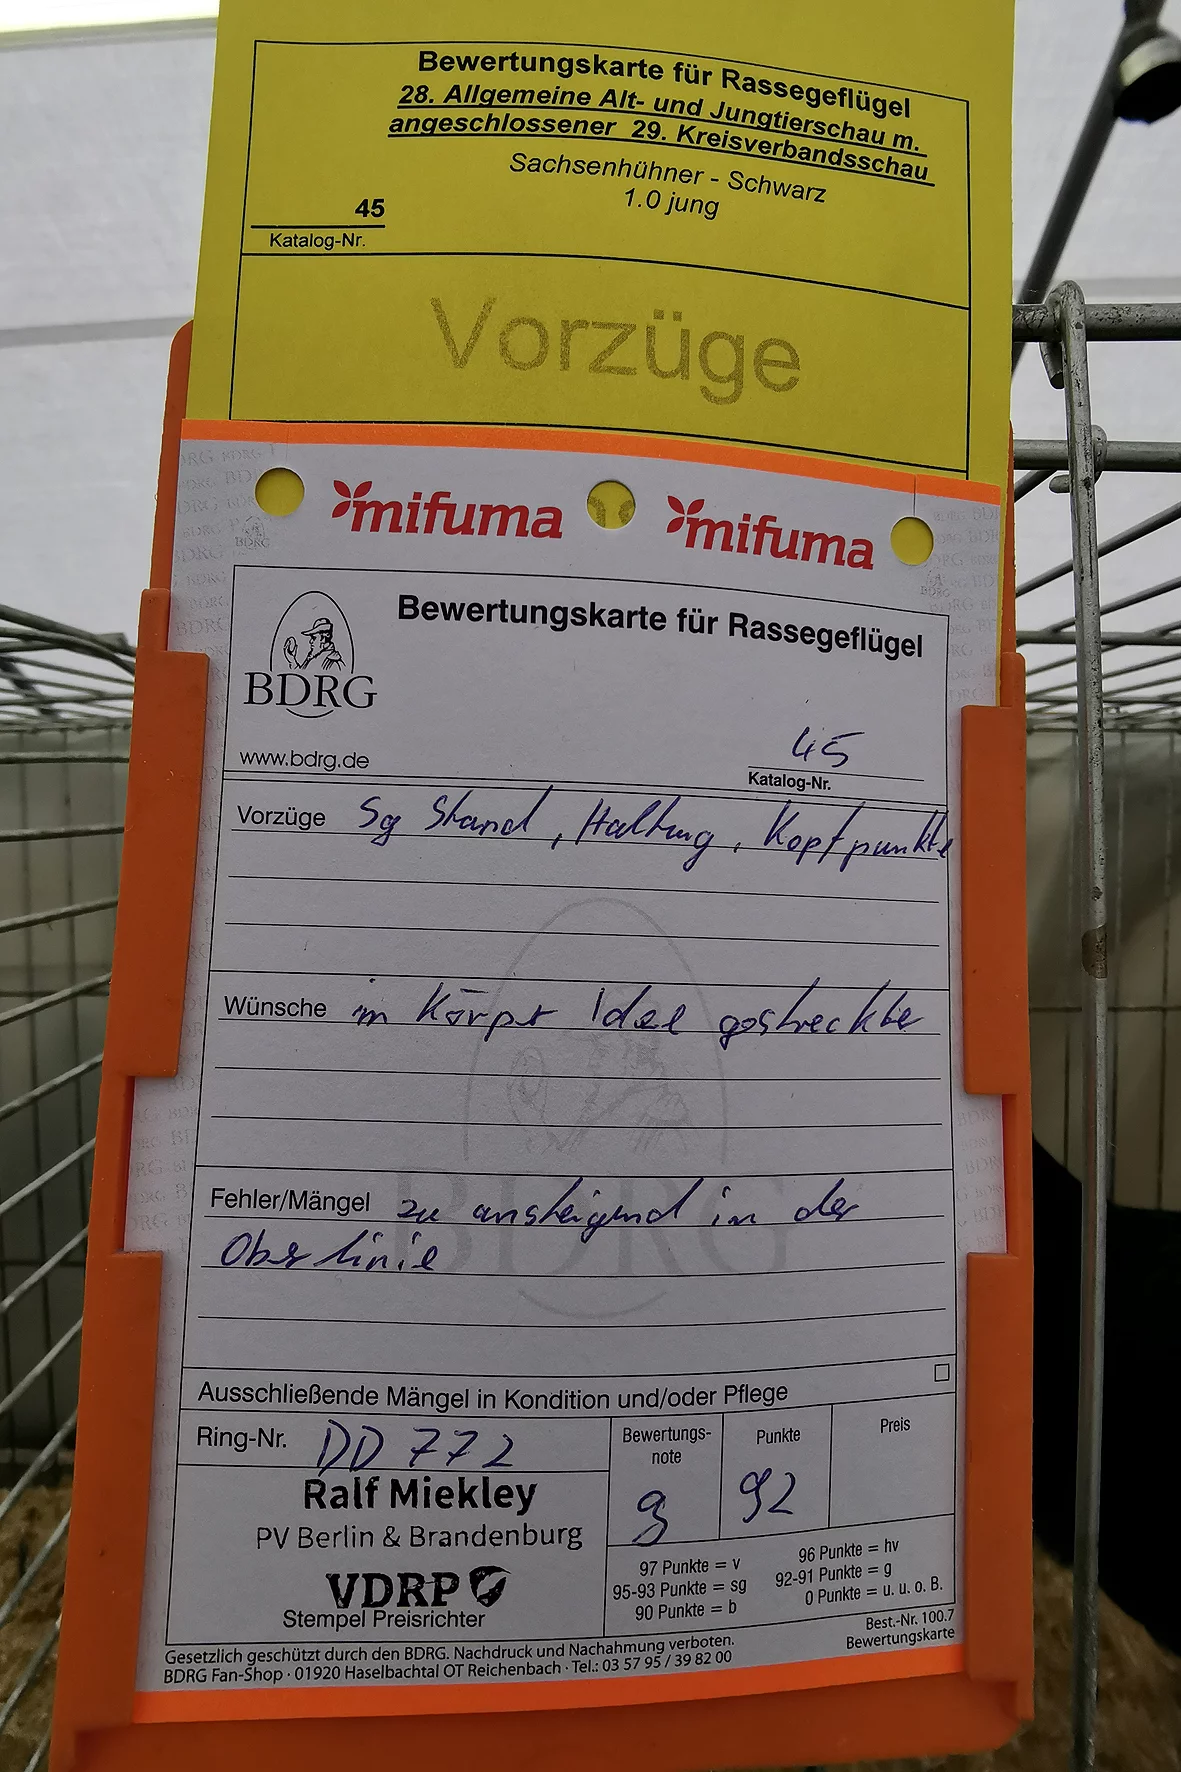 Bewertungskarte für Rassegeflügel
28. Allgemeine Alt- und Jungtierschau m.
angeschlossener 29. Kreisverbandsschau
Sachsenhühner - Schwarz
1.0 jung
45
Katalog-Nr.
Vorzüge
mifuma mifuma
Bewertungskarte für Rassegeflügel
BDRG
www.bdrg.de
45
Katalog-Nr.
Vorzüge Sg Stand, Haltung, Kopfpunkte
Wünsche im Körper Idee gestreckter
Fehler/Mängel zu ansteigend in der
Oberlinie
Ausschließende Mängel in Kondition und/oder Pflege
Ring-Nr. DD 772
Bewertungs-
note
g
Punkte
92
Preis
Ralf Miekley
PV Berlin & Brandenburg
VDRP
Stempel Preisrichter
97 Punkte = v
96 Punkte = hv
95-93 Punkte = sg
92-91 Punkte = g
90 Punkte = b
0 Punkte = u. u. o. B.
Gesetzlich geschützt durch den BDRG. Nachdruck und Nachahmung verboten.
BDRG Fan-Shop · 01920 Haselbachtal OT Reichenbach · Tel.: 03 57 95 / 39 82 00
Best.-Nr. 100.7
Bewertungskarte